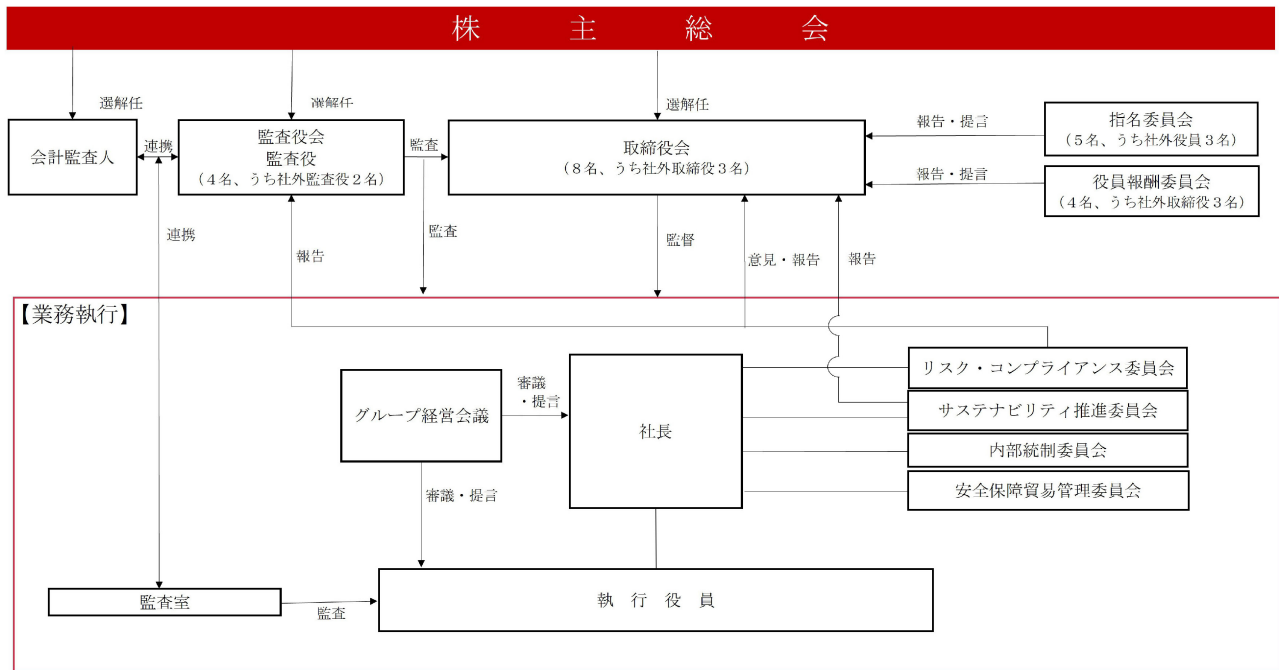 株主総会
選解任
選解任
選解任
会計監査人
連携
監査役会
監査役
(4名、うち社外監査役2名)
監査
取締役会
(8名、うち社外取締役3名)
報告・提言
指名委員会
(5名、うち社外役員3名)
報告・提言
役員報酬委員会
(4名、うち社外取締役3名)
連携
報告
監査
監督
意見・報告
報告
【業務執行】
グループ経営会議
審議
・提言
社長
リスク・コンプライアンス委員会
サステナビリティ推進委員会
内部統制委員会
安全保障貿易管理委員会
審議・提言
監査室
監査
執行役員